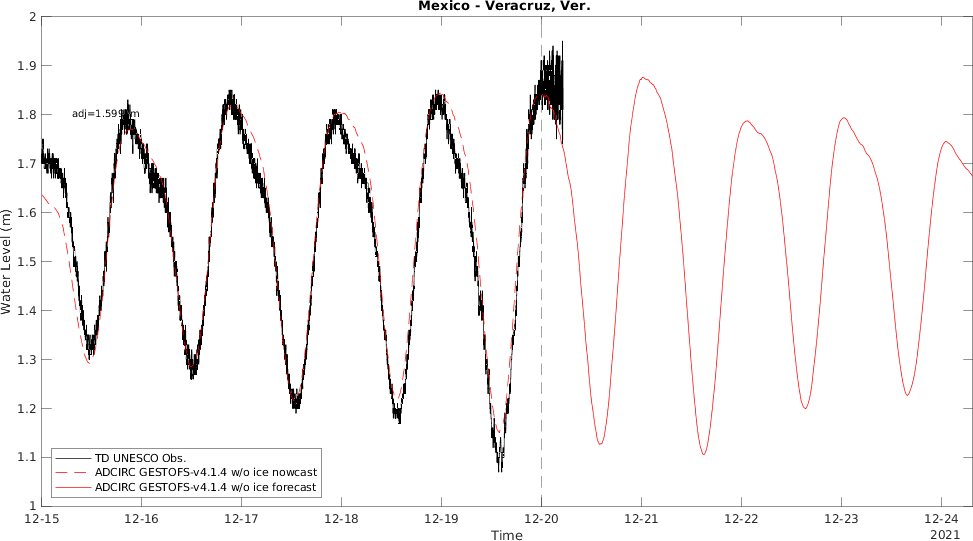 Mexico - Veracruz, Ver.
2
1.9
1.8
1.7
1.6
1.5
1.4
1.3
1.2
1.1
1
Water Level (m)
TD UNESCO Obs.
ADCIRC GESTOFS-v4.1.4 w/o ice nowcast
ADCIRC GESTOFS-v4.1.4 w/o ice forecast
12-15 12-16 12-17 12-18 12-19 12-20 12-21 12-22 12-23 12-24
Time
2021